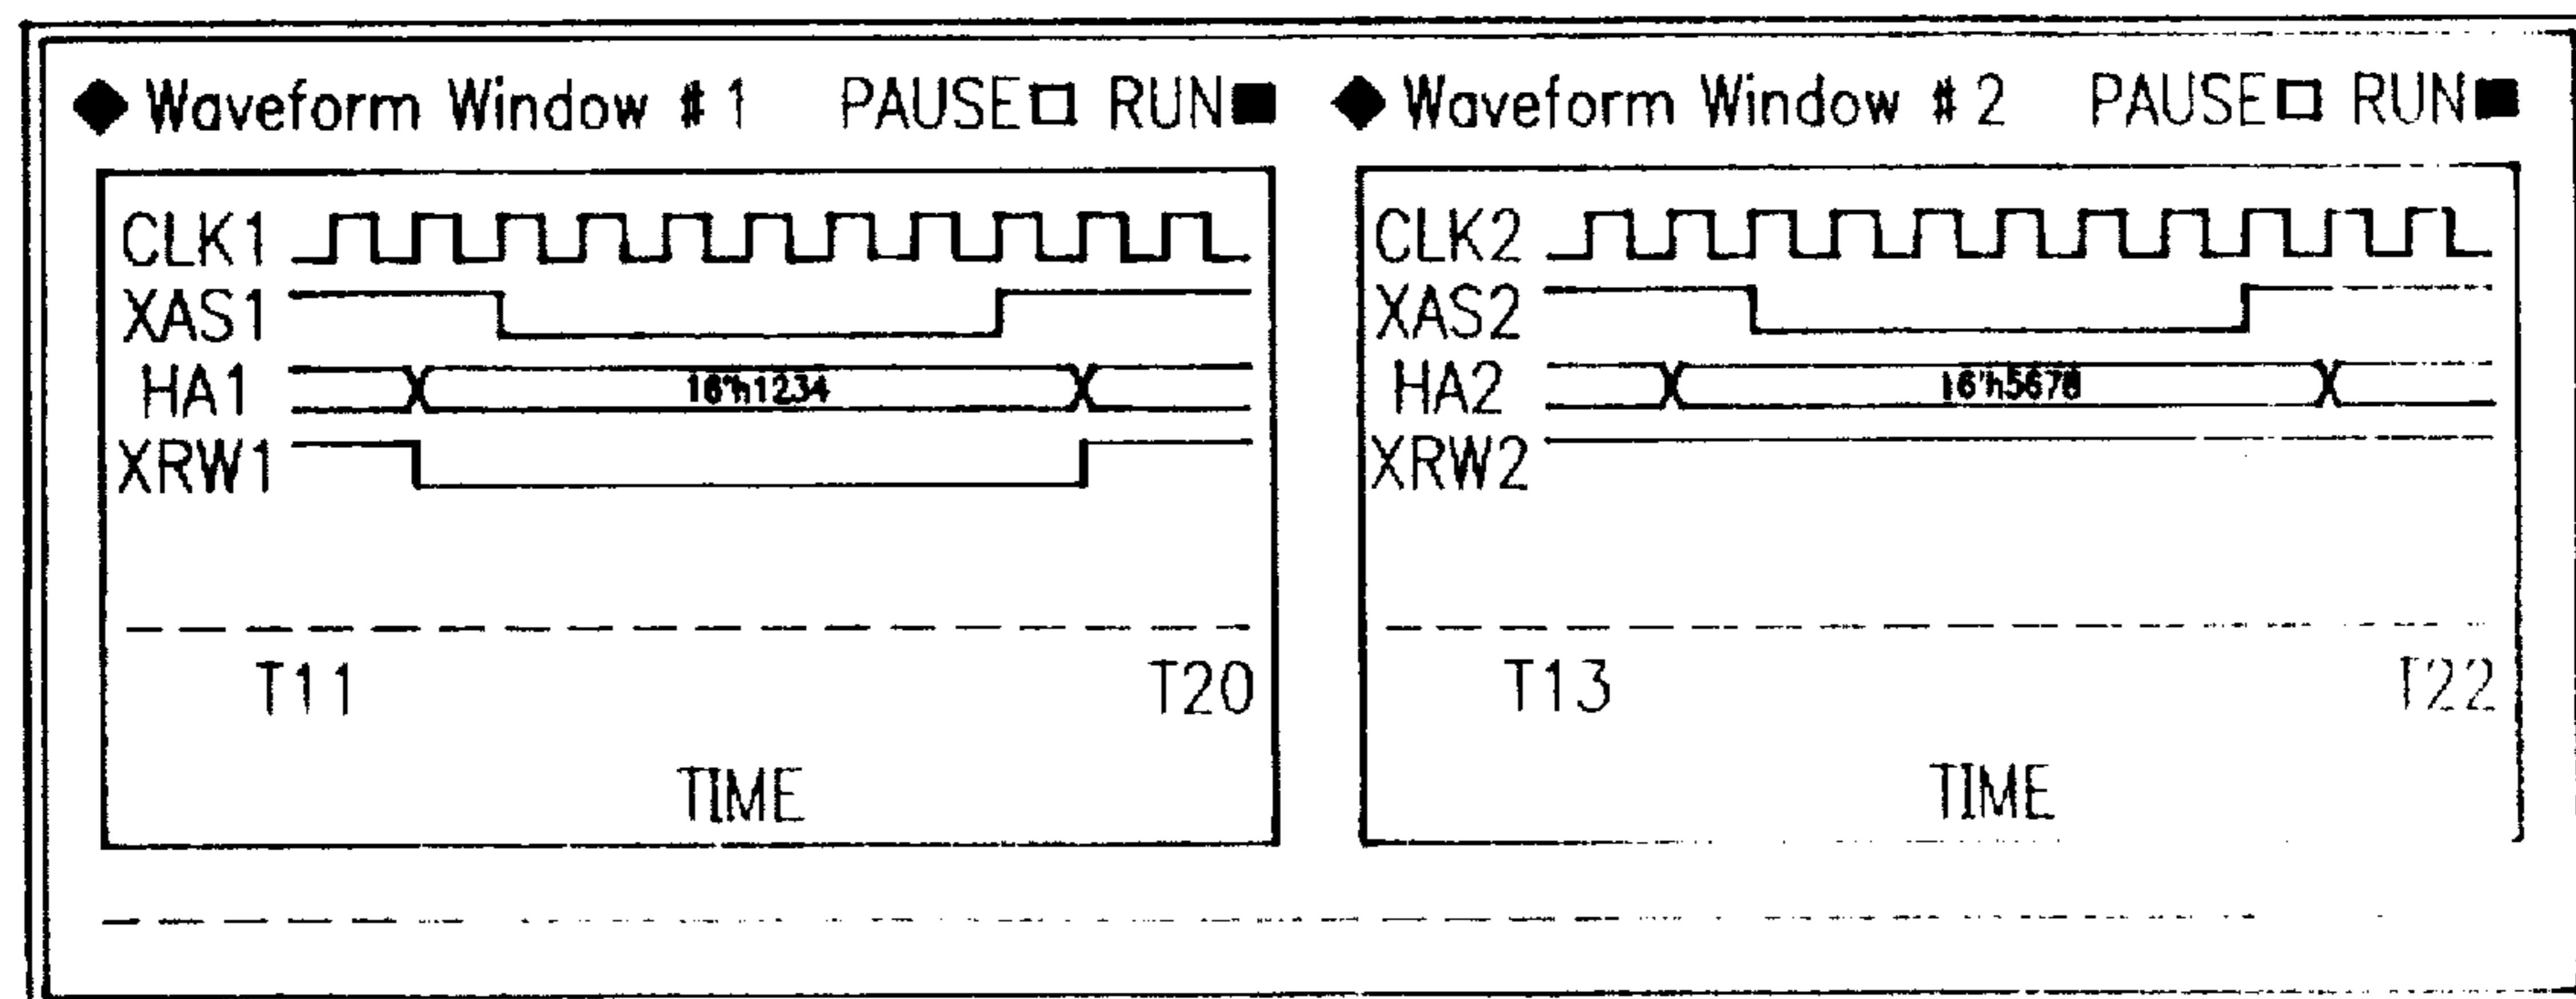 ◆ Waveform Window #1 PAUSE□ RUN■
CLK1
XAS1
HA1 16'h1234
XRW1
T11 T20
TIME
◆ Waveform Window #2 PAUSE□ RUN■
CLK2
XAS2
HA2 16'h5678
XRW2
T13 T22
TIME